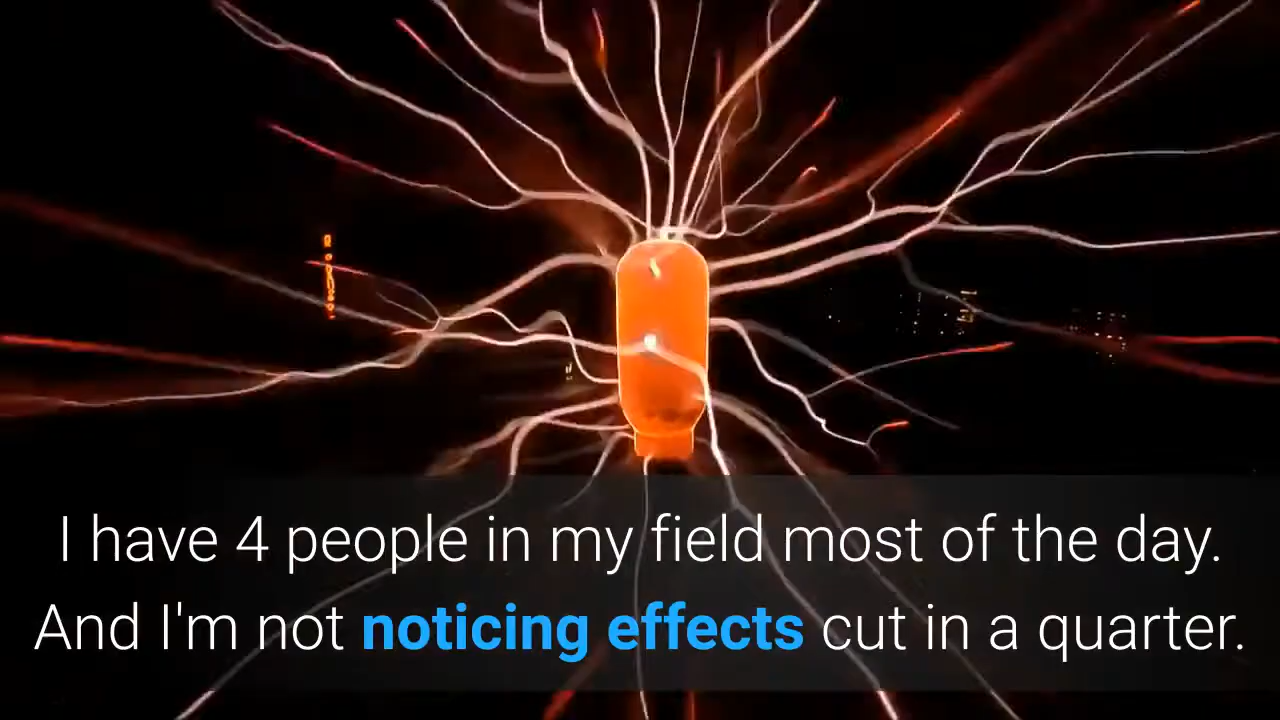 I have 4 people in my field most of the day.
And I'm not noticing effects cut in a quarter.